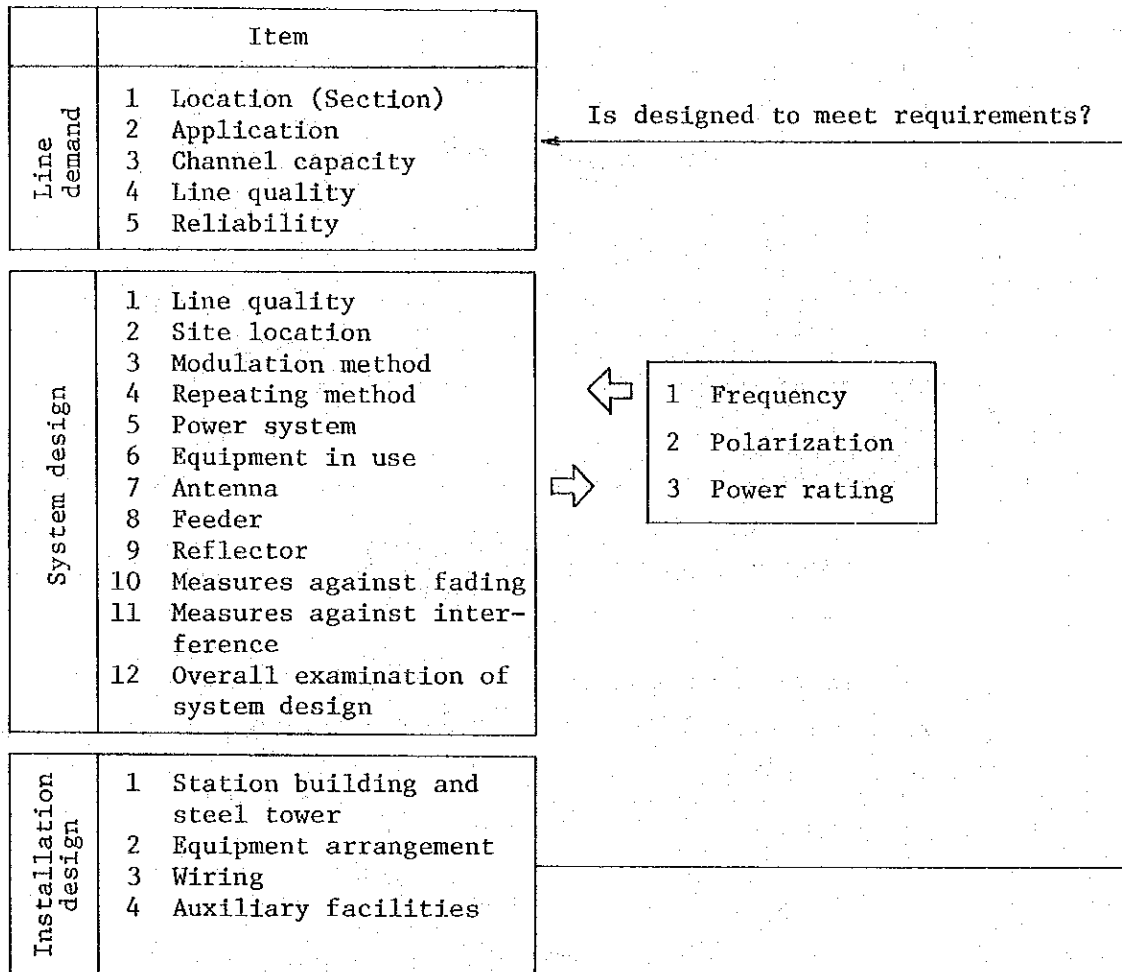 Item
Line
demand
1 Location (Section)
2 Application
3 Channel capacity
4 Line quality
5 Reliability
Is designed to meet requirements?
System design
1 Line quality
2 Site location
3 Modulation method
4 Repeating method
5 Power system
6 Equipment in use
7 Antenna
8 Feeder
9 Reflector
10 Measures against fading
11 Measures against inter-
ference
12 Overall examination of
system design
1 Frequency
2 Polarization
3 Power rating
Installation
design
1 Station building and
steel tower
2 Equipment arrangement
3 Wiring
4 Auxiliary facilities